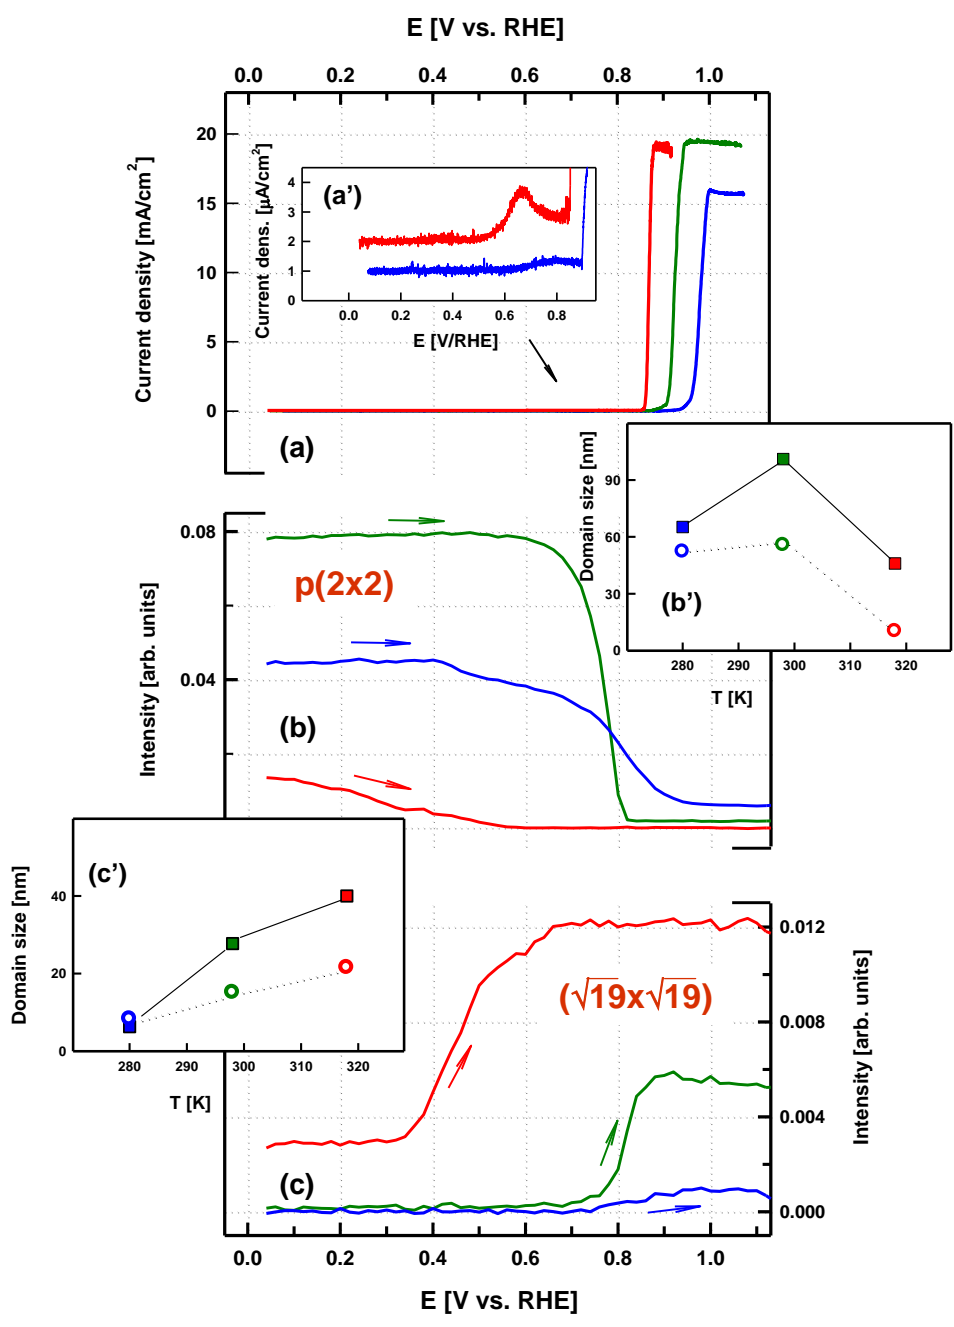 E [V vs. RHE]
0.0 0.2 0.4 0.6 0.8 1.0
Current density [mA/cm2]
20
15
10
5
0
(a)
Current dens. [µA/cm2]
4
3
2
1
0
(a’)
0.0 0.2 0.4 0.6 0.8
E [V/RHE]
Domain size [nm]
90
60
30
0
(b’)
280 290 300 310 320
T [K]
Intensity [arb. units]
0.08
0.04
p(2x2)
(b)
Domain size [nm]
40
20
0
(c’)
280 290 300 310 320
T [K]
(√19x√19)
0.012
0.008
0.004
0.000
Intensity [arb. units]
(c)
0.0 0.2 0.4 0.6 0.8 1.0
E [V vs. RHE]